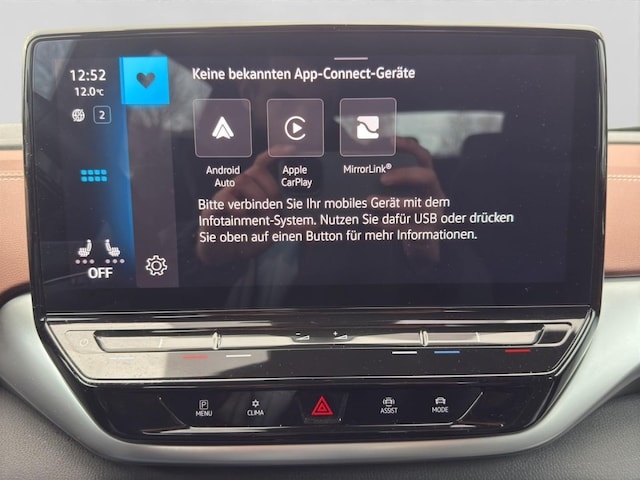 12:52
12.0°C
2
Keine bekannten App-Connect-Geräte
Android
Auto
Apple
CarPlay
MirrorLink®
Bitte verbinden Sie Ihr mobiles Gerät mit dem
Infotainment-System. Nutzen Sie dafür USB oder drücken
Sie oben auf einen Button für mehr Informationen.
OFF
P
MENU
CLIMA
ASSIST
MODE